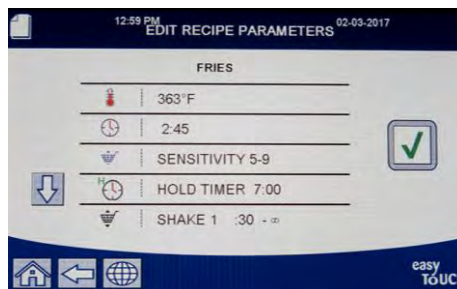 12:59 PM
EDIT RECIPE PARAMETERS
02-03-2017
FRIES
363°F
2:45
SENSITIVITY 5-9
H
HOLD TIMER 7:00
SHAKE 1 :30 - ∞
easy
ToUC